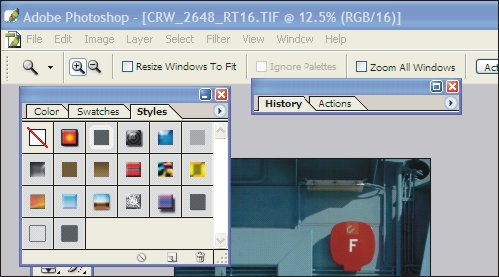 Adobe Photoshop - [CRW_2648_RT16.TIF @ 12.5% (RGB/16)]
File Edit Image Layer Select Filter View Window Help
Resize Windows To Fit Ignore Palettes Zoom All Windows Act
Color Swatches Styles
History Actions
F